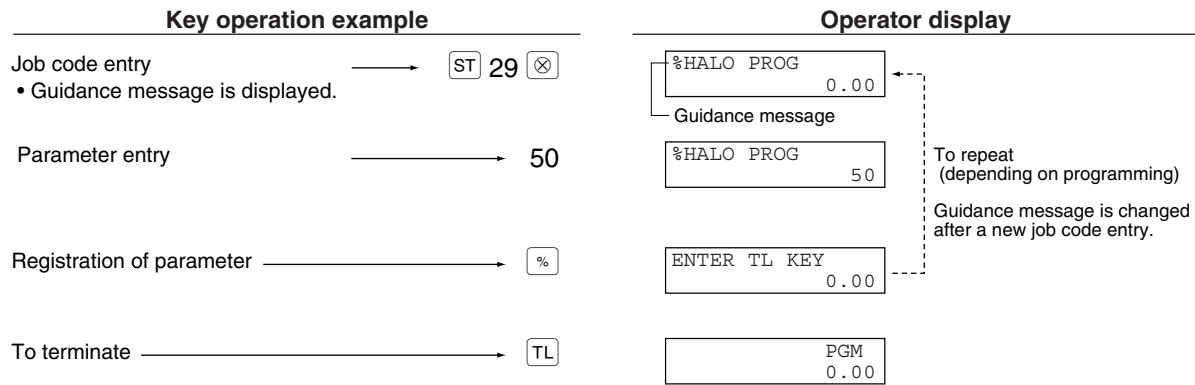 Key operation example
Operator display
Job code entry
ST 29 ⊗
• Guidance message is displayed.
%HALO PROG
0.00
Guidance message
Parameter entry
50
%HALO PROG
50
To repeat
(depending on programming)
Guidance message is changed
after a new job code entry.
Registration of parameter
%
ENTER TL KEY
0.00
To terminate
TL
PGM
0.00